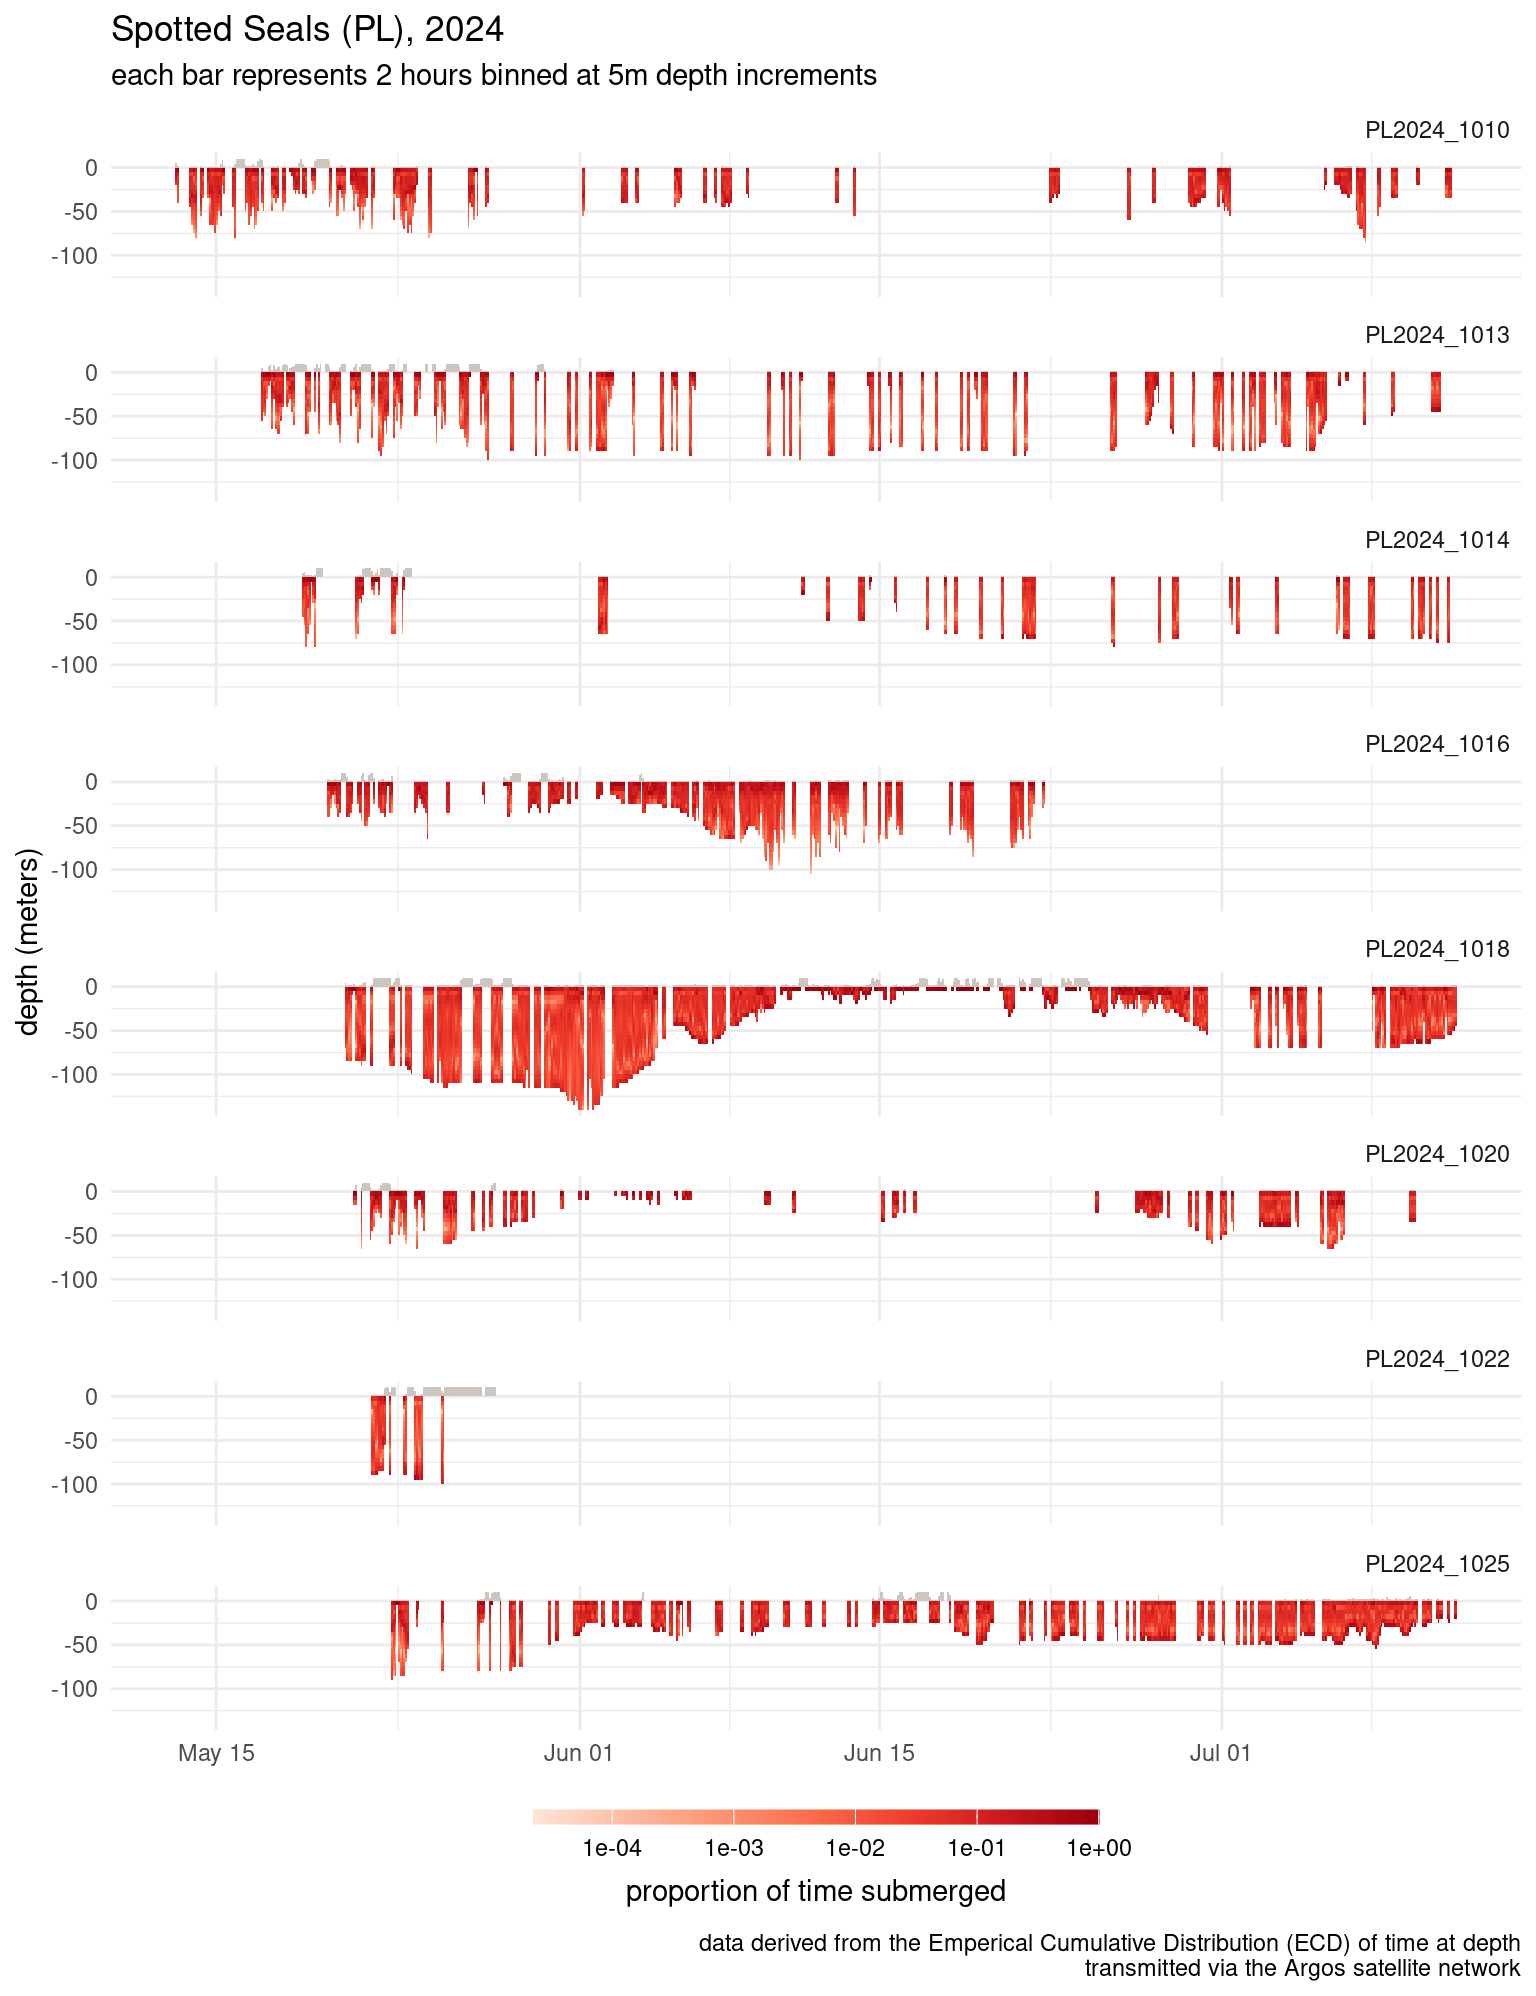 Spotted Seals (PL), 2024
each bar represents 2 hours binned at 5m depth increments
PL2024_1010
0
-50
-100
PL2024_1013
0
-50
-100
PL2024_1014
0
-50
-100
PL2024_1016
0
-50
-100
depth (meters)
PL2024_1018
0
-50
-100
PL2024_1020
0
-50
-100
PL2024_1022
0
-50
-100
PL2024_1025
0
-50
-100
May 15 Jun 01 Jun 15 Jul 01
1e-04 1e-03 1e-02 1e-01 1e+00
proportion of time submerged
data derived from the Emperical Cumulative Distribution (ECD) of time at depth
transmitted via the Argos satellite network